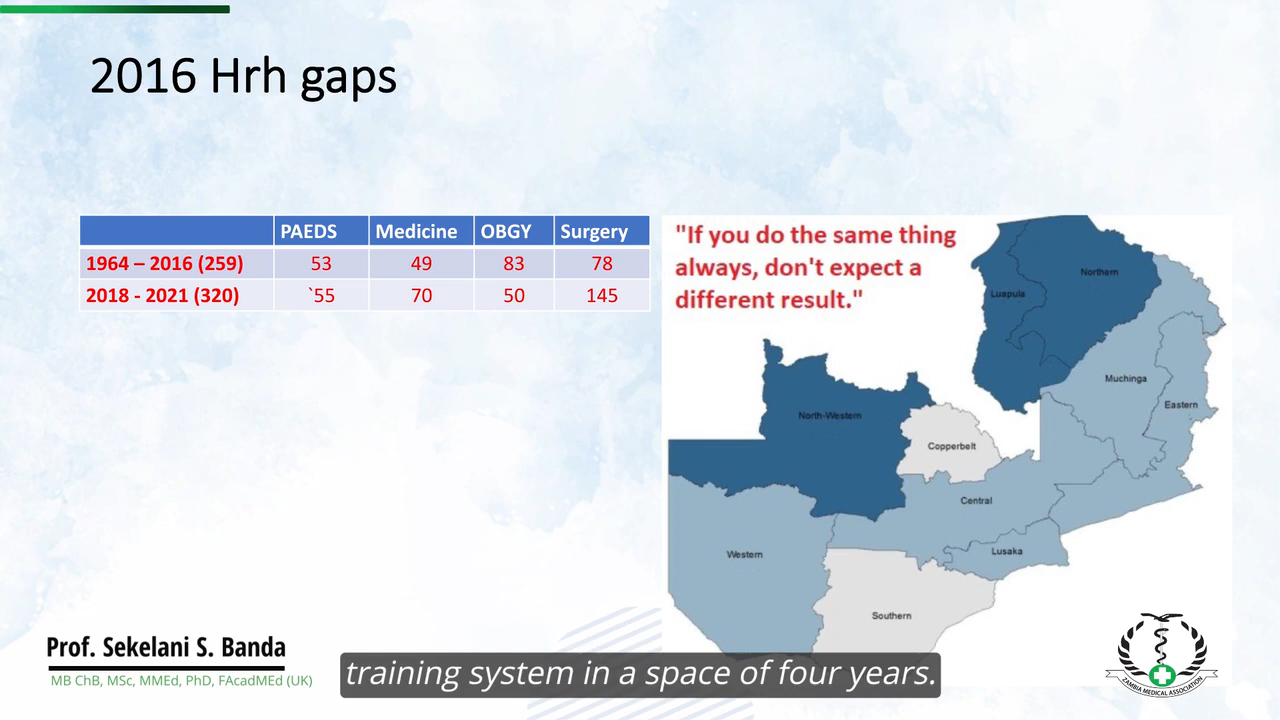 2016 Hrh gaps
PAEDS Medicine OBGY Surgery
1964 – 2016 (259) 53 49 83 78
2018 - 2021 (320) `55 70 50 145
"If you do the same thing
always, don't expect a
different result."
Northern
Luapula
Muchinga
Eastern
North-Western
Copperbelt
Central
Western
Lusaka
Southern
Prof. Sekelani S. Banda
MB ChB, MSc, MMEd, PhD, FAcadMEd (UK)
training system in a space of four years.
ZAMBIA MEDICAL ASSOCIATION